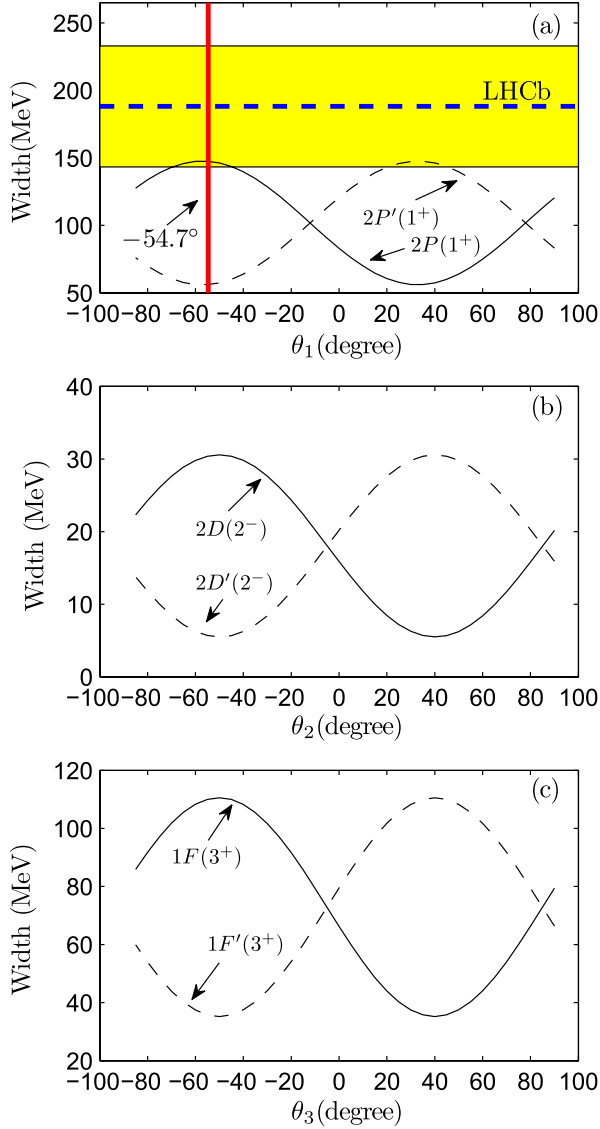 (a)
250
200
150
100
50
Width(MeV)
LHCb
2P′(1⁺)
2P(1⁺)
−54.7°
−100 −80 −60 −40 −20 0 20 40 60 80 100
θ₁(degree)
(b)
40
30
20
10
0
Width (MeV)
2D(2⁻)
2D′(2⁻)
−100 −80 −60 −40 −20 0 20 40 60 80 100
θ₂(degree)
(c)
120
100
80
60
40
20
Width (MeV)
1F(3⁺)
1F′(3⁺)
−100 −80 −60 −40 −20 0 20 40 60 80 100
θ₃(degree)